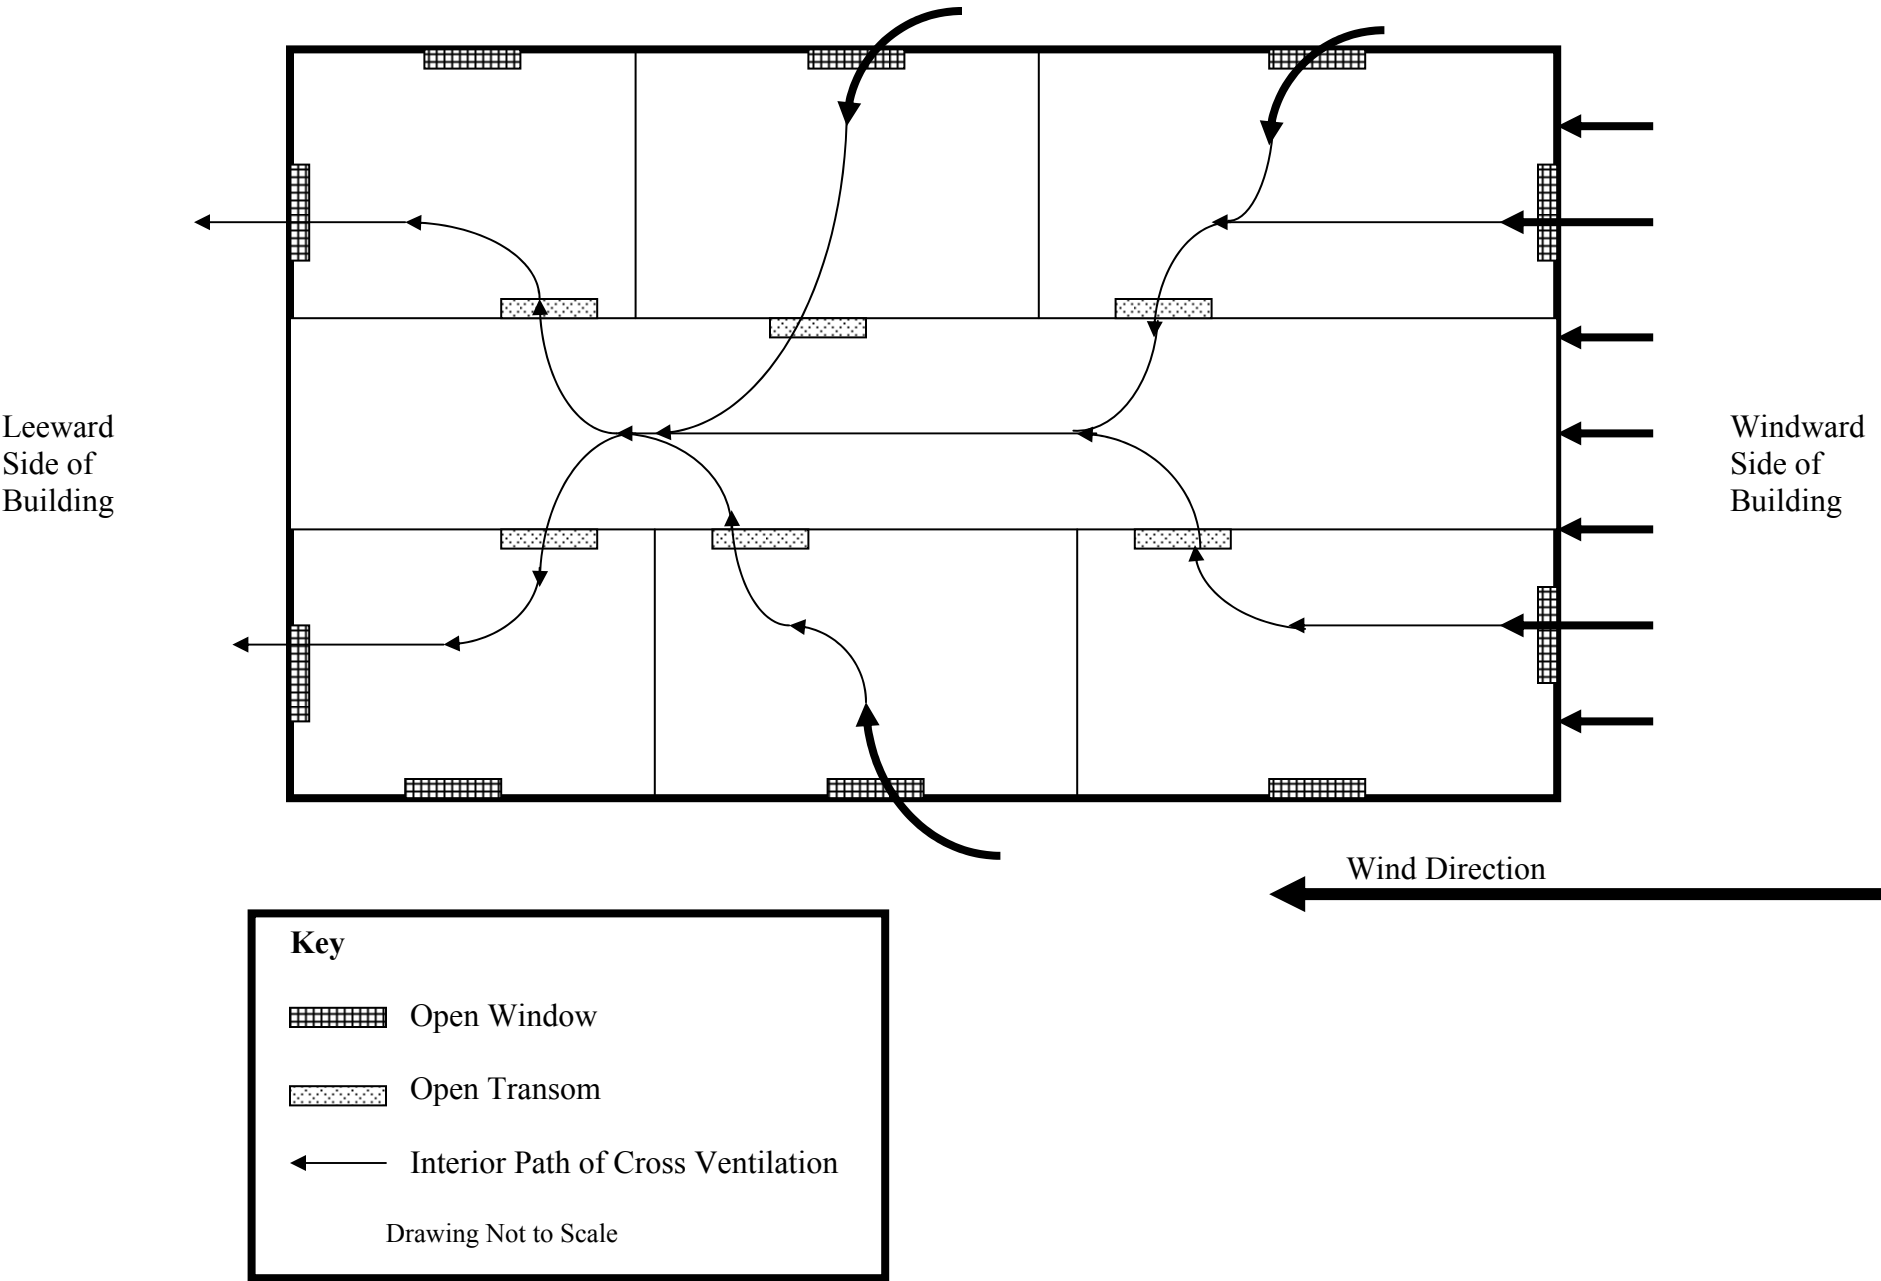 Leeward
Side of
Building
Windward
Side of
Building
Wind Direction
Key
Open Window
Open Transom
Interior Path of Cross Ventilation
Drawing Not to Scale